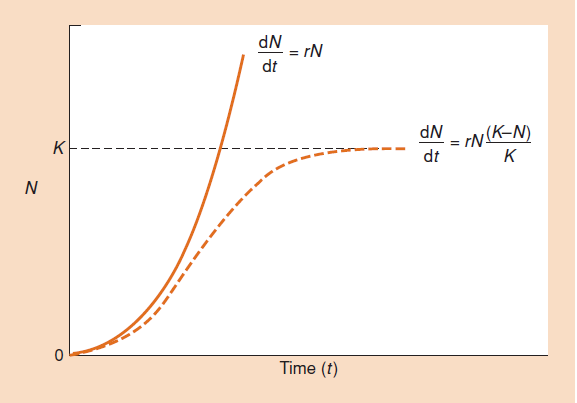 dN/dt = rN
dN/dt = rN (K–N)/K
K
N
0
Time (t)